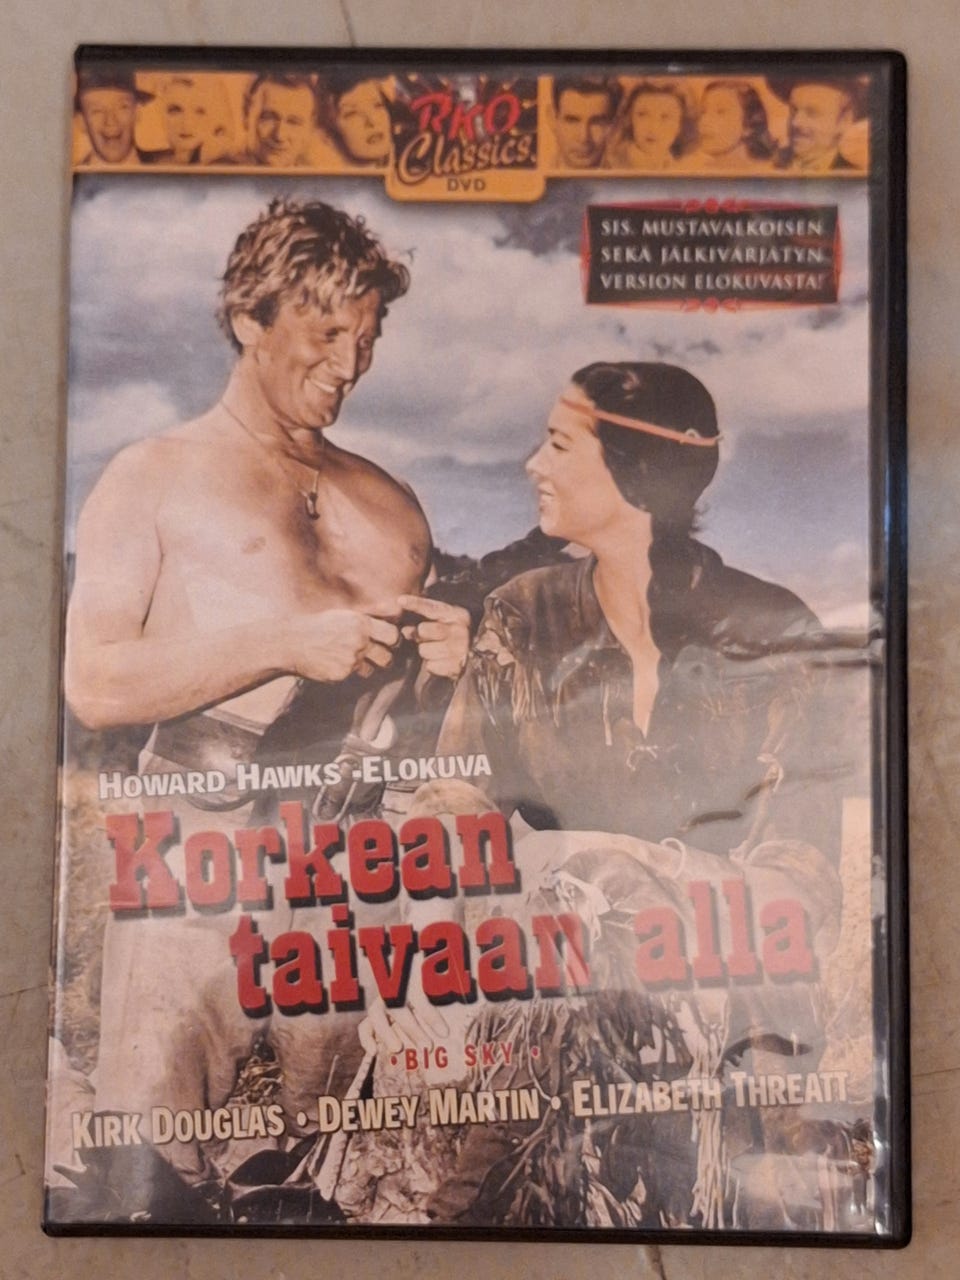 RKO
Classics
DVD
SIS. MUSTAVALKOISEN
SEKÄ JÄLKIVÄRJÄTYN
VERSION ELOKUVASTA!
HOWARD HAWKS -ELOKUVA
Korkean
taivaan alla
• BIG SKY •
KIRK DOUGLAS • DEWEY MARTIN • ELIZABETH THREATT